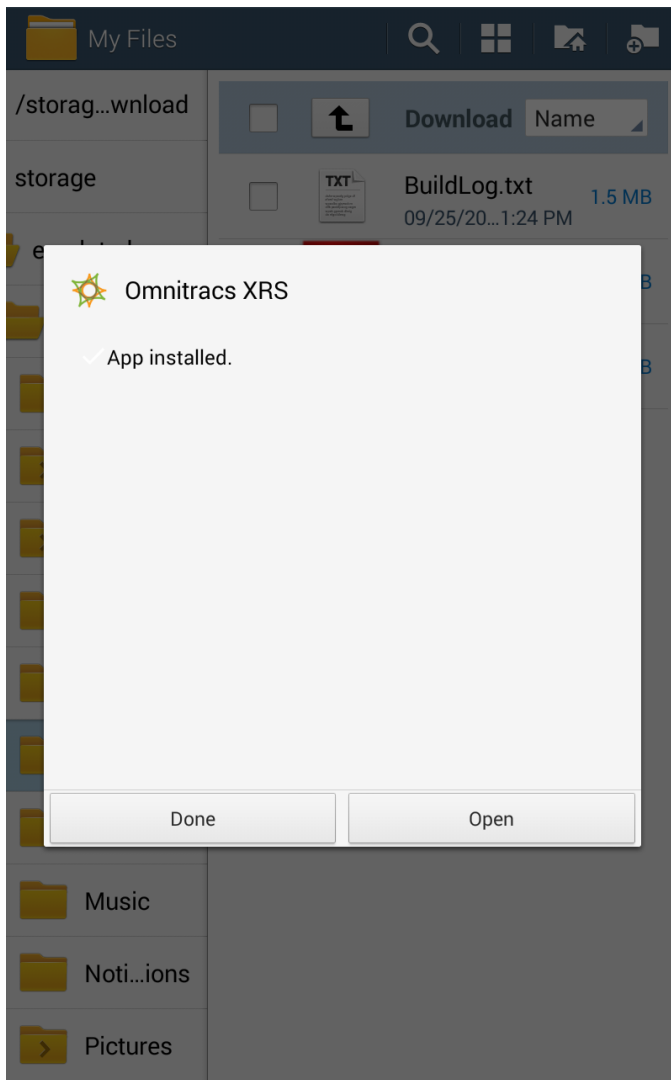 My Files
/storag...wnload
Download
Name
storage
TXT
BuildLog.txt
1.5 MB
09/25/20...1:24 PM
B
B
Omnitracs XRS
App installed.
Done
Open
Music
Noti...ions
Pictures